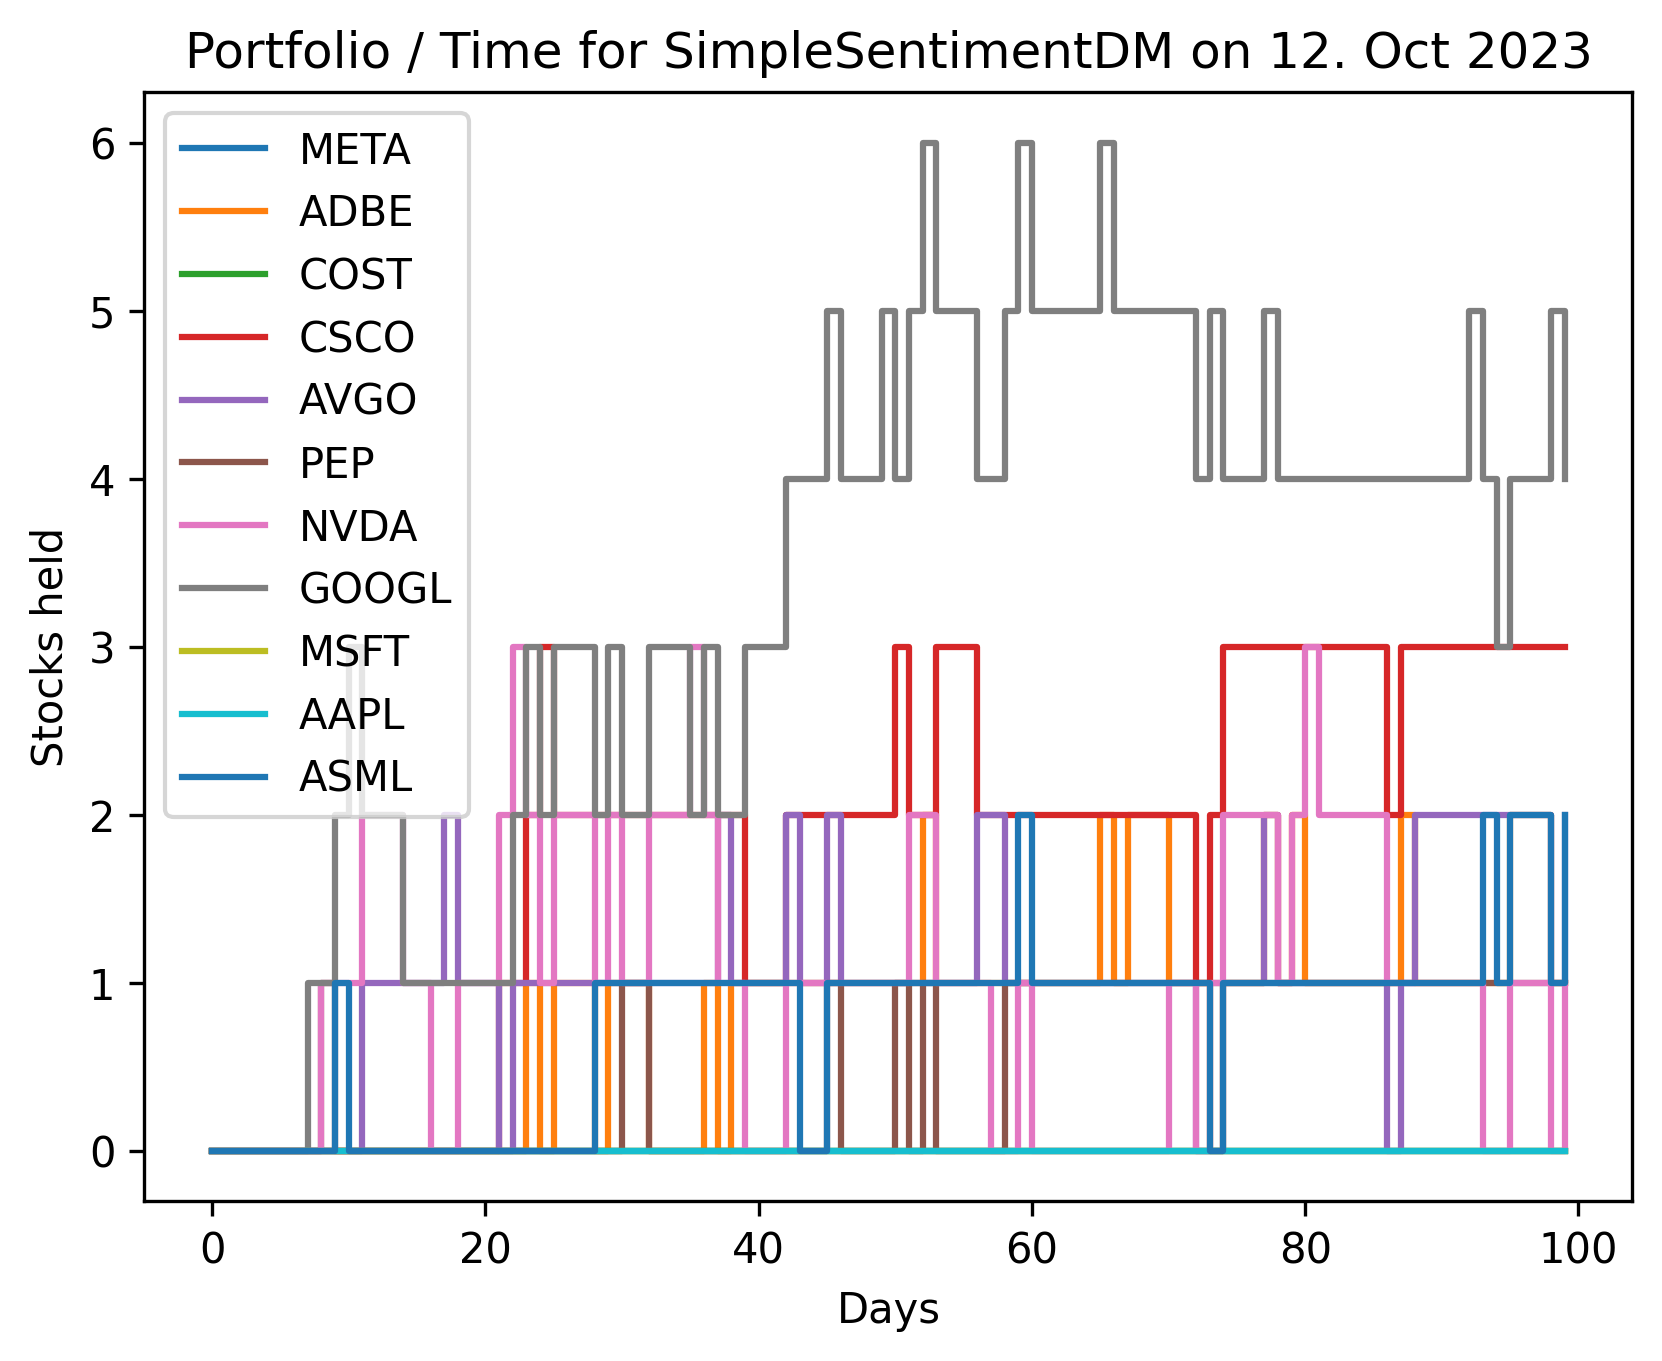 Portfolio / Time for SimpleSentimentDM on 12. Oct 2023
META
ADBE
COST
CSCO
AVGO
PEP
NVDA
GOOGL
MSFT
AAPL
ASML
Stocks held
6
5
4
3
2
1
0
0 20 40 60 80 100
Days